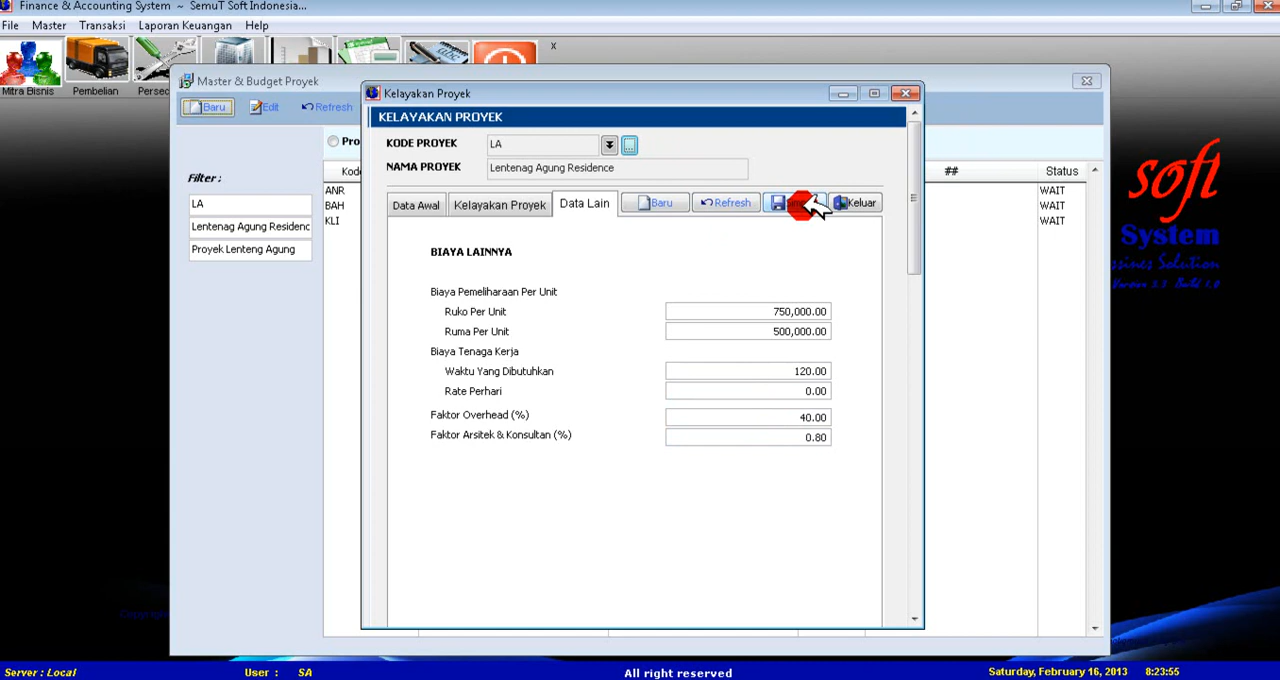 Finance & Accounting System ~ SemuT Soft Indonesia...
File Master Transaksi Laporan Keuangan Help
x
Mitra Bisnis Pembelian Persec
Master & Budget Proyek
Baru Edit Refresh
Filter :
LA
Lentenag Agung Residenc
Proyek Lenteng Agung
Pro
Kod ## Status
ANR WAIT
BAH WAIT
KLI WAIT
Kelayakan Proyek
KELAYAKAN PROYEK
KODE PROYEK LA
NAMA PROYEK Lentenag Agung Residence
Data Awal Kelayakan Proyek Data Lain Baru Refresh Keluar
BIAYA LAINNYA
Biaya Pemeliharaan Per Unit
Ruko Per Unit 750,000.00
Ruma Per Unit 500,000.00
Biaya Tenaga Kerja
Waktu Yang Dibutuhkan 120.00
Rate Perhari 0.00
Faktor Overhead (%) 40.00
Faktor Arsitek & Konsultan (%) 0.80
soft
System
ssines Solution
Server : Local User : SA All right reserved Saturday, February 16, 2013 8:23:55